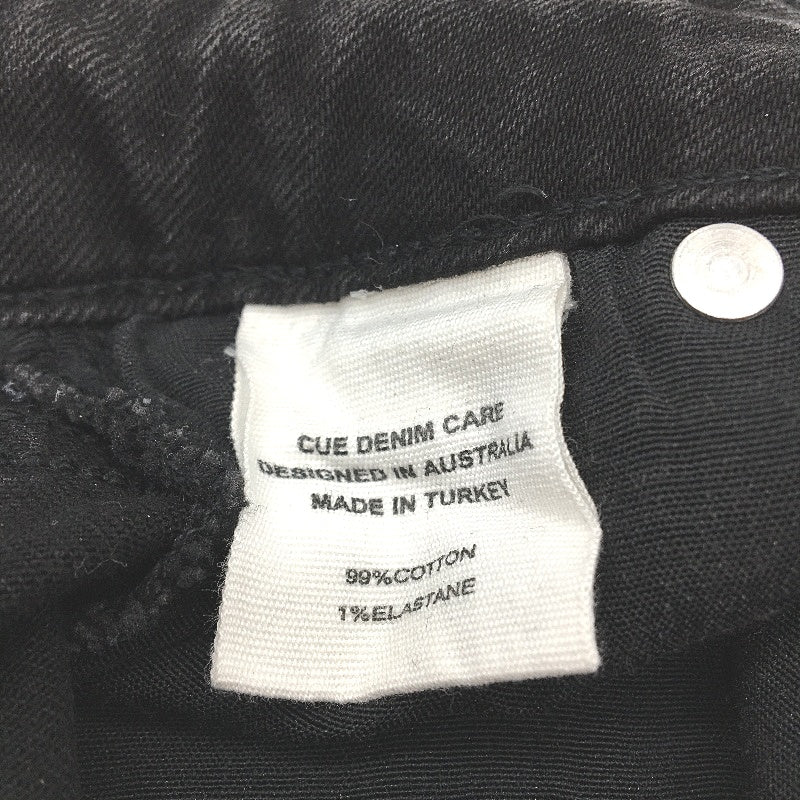 CUE DENIM CARE
DESIGNED IN AUSTRALIA
MADE IN TURKEY
99%COTTON
1%ELASTANE